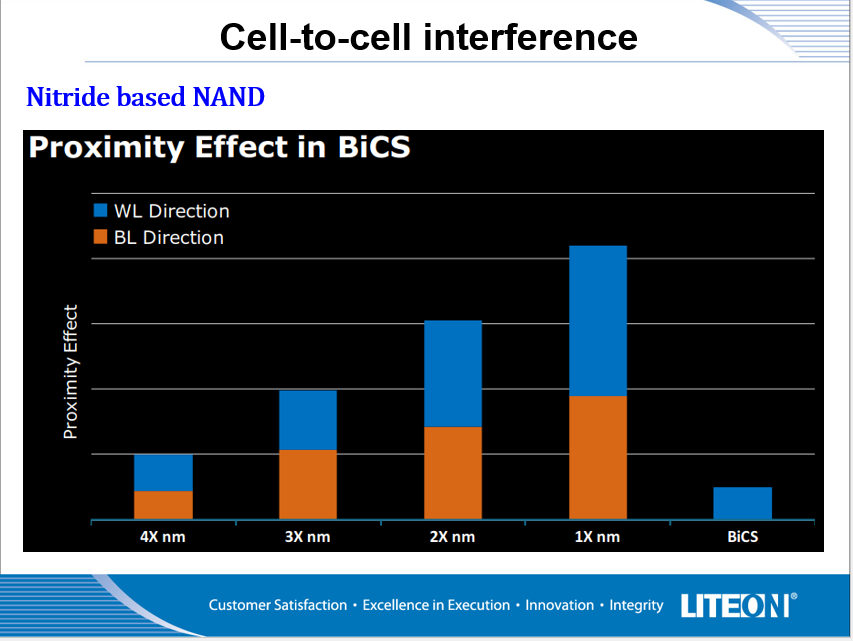 Cell-to-cell interference
Nitride based NAND
Proximity Effect in BiCS
WL Direction
BL Direction
Proximity Effect
4X nm 3X nm 2X nm 1X nm BiCS
Customer Satisfaction • Excellence in Execution • Innovation • Integrity
LITEON®